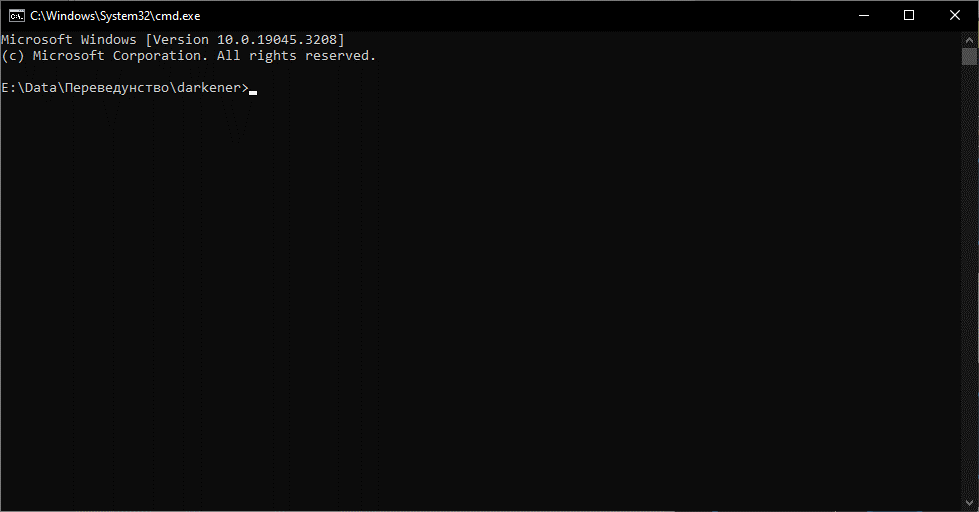 C:\Windows\System32\cmd.exe
Microsoft Windows [Version 10.0.19045.3208]
(c) Microsoft Corporation. All rights reserved.
E:\Data\Переведунство\darkener>